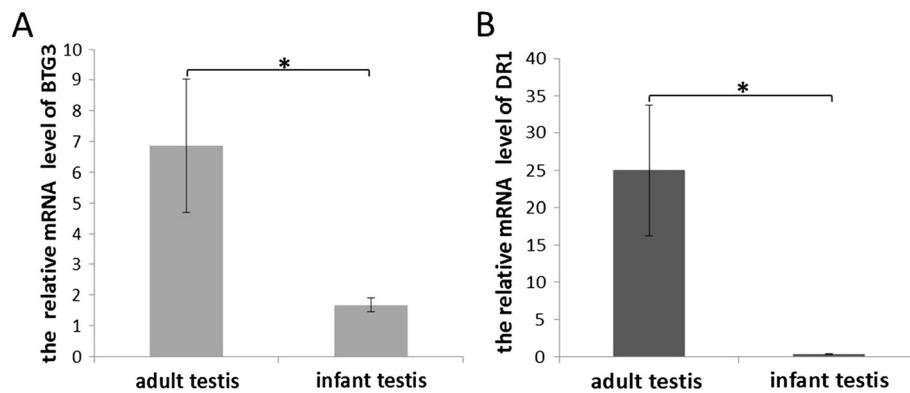 A
the relative mRNA level of BTG3
10
9
8
7
6
5
4
3
2
1
0
*
adult testis
infant testis
B
the relative mRNA level of DR1
40
35
30
25
20
15
10
5
0
*
adult testis
infant testis